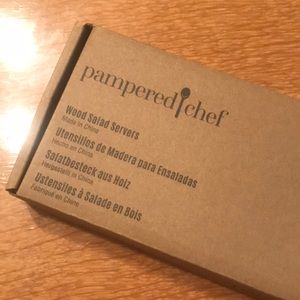 pampered chef
Wood Salad Servers
Made in China
Utensilios de Madera para Ensaladas
Hecho en China
Salatbesteck aus Holz
Hergestellt in China
Ustensiles à Salade en Bois
Fabriqué en Chine